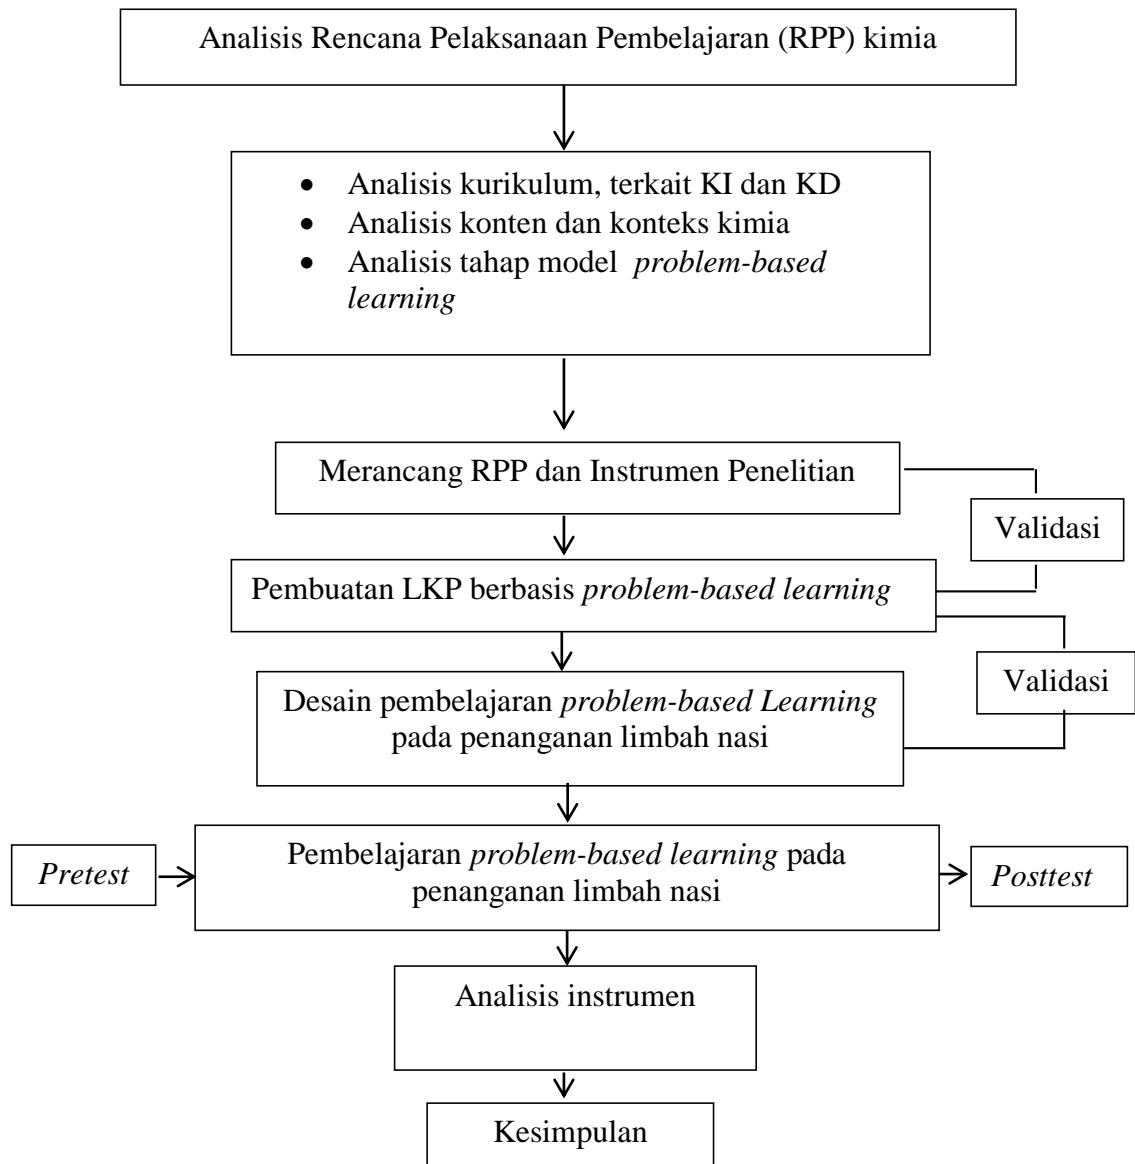 Analisis Rencana Pelaksanaan Pembelajaran (RPP) kimia
• Analisis kurikulum, terkait KI dan KD
• Analisis konten dan konteks kimia
• Analisis tahap model problem-based
learning
Merancang RPP dan Instrumen Penelitian
Validasi
Pembuatan LKP berbasis problem-based learning
Validasi
Desain pembelajaran problem-based Learning
pada penanganan limbah nasi
Pretest
Pembelajaran problem-based learning pada
penanganan limbah nasi
Posttest
Analisis instrumen
Kesimpulan